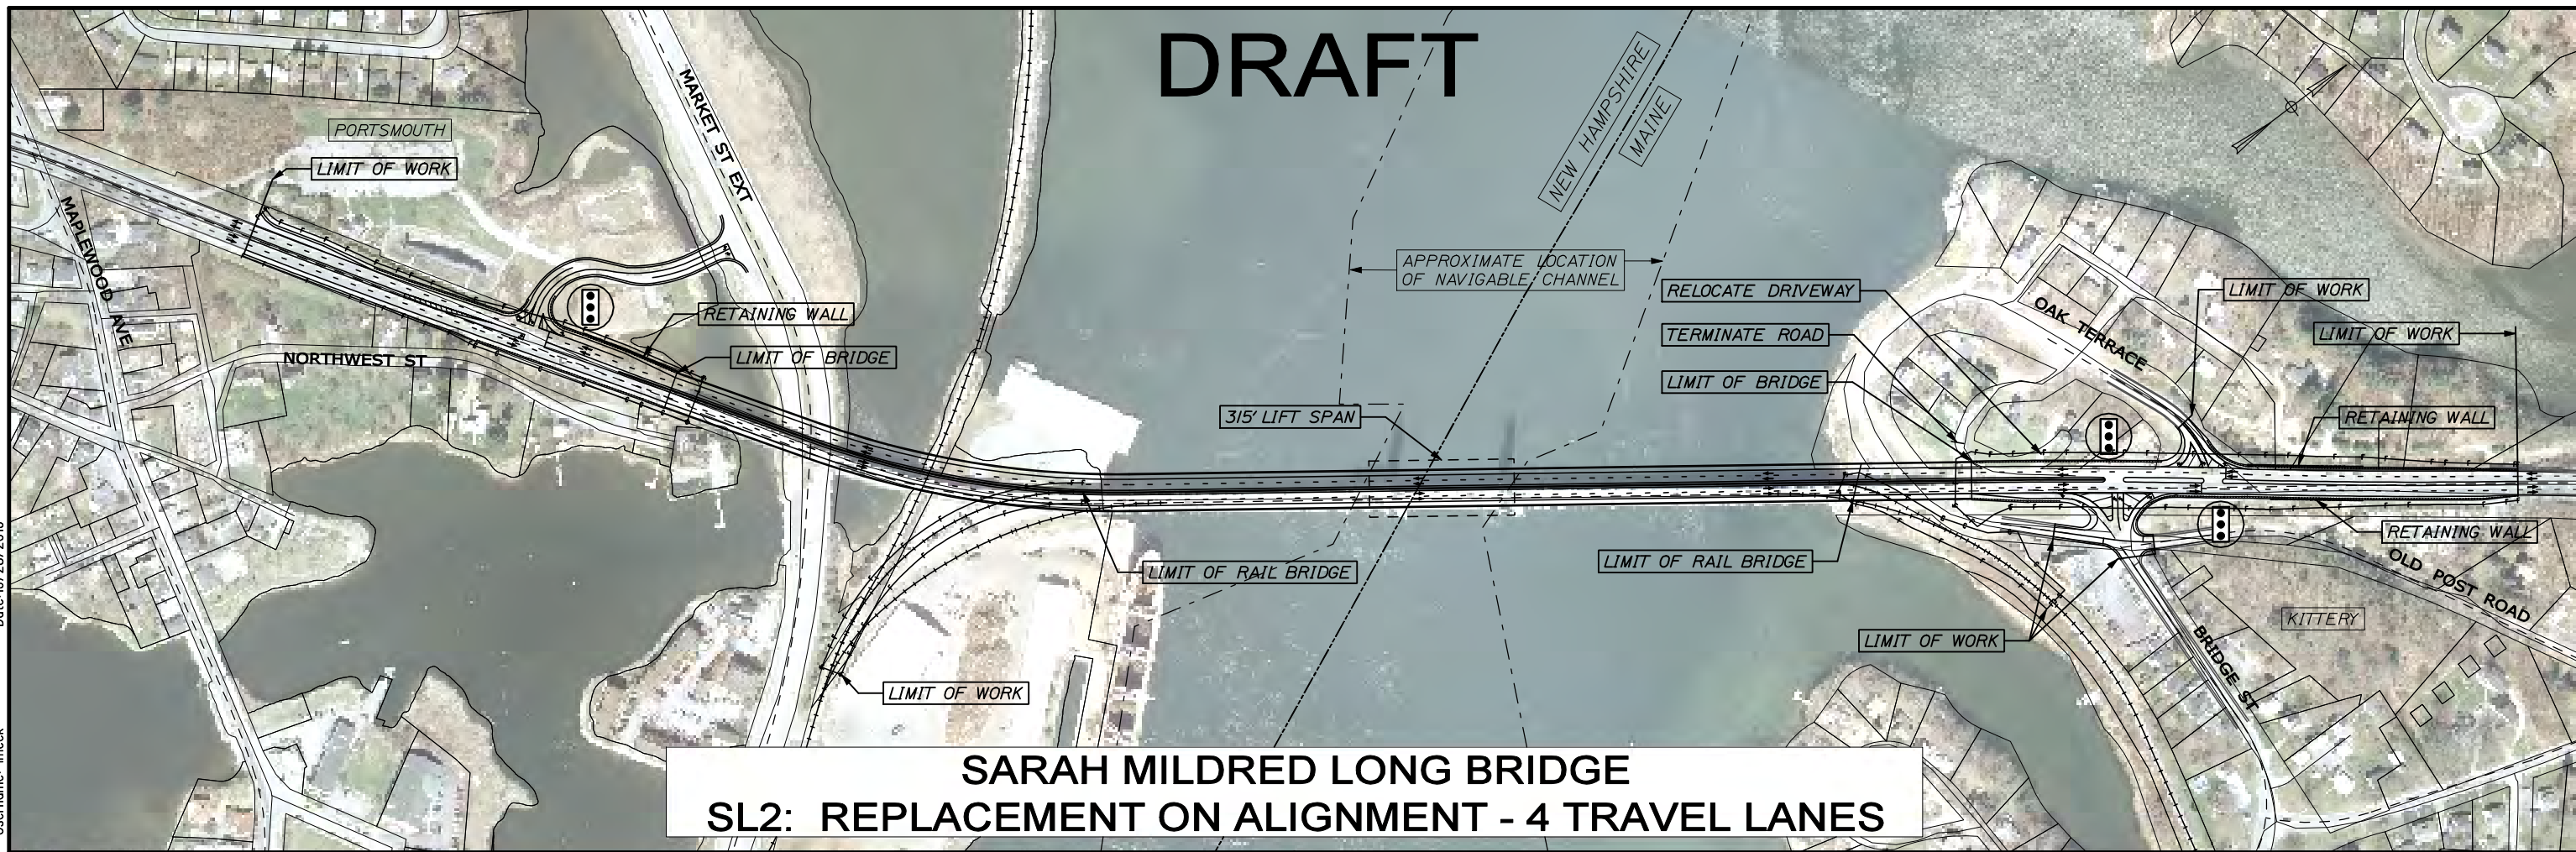 DRAFT
PORTSMOUTH
LIMIT OF WORK
MARKET ST EXT
MAPLEWOOD AVE
NORTHWEST ST
RETAINING WALL
LIMIT OF BRIDGE
NEW HAMPSHIRE
MAINE
APPROXIMATE LOCATION
OF NAVIGABLE CHANNEL
315' LIFT SPAN
LIMIT OF RAIL BRIDGE
LIMIT OF WORK
RELOCATE DRIVEWAY
TERMINATE ROAD
LIMIT OF BRIDGE
OAK TERRACE
LIMIT OF WORK
LIMIT OF WORK
RETAINING WALL
RETAINING WALL
LIMIT OF RAIL BRIDGE
OLD POST ROAD
KITTERY
LIMIT OF WORK
BRIDGE ST
SARAH MILDRED LONG BRIDGE
SL2: REPLACEMENT ON ALIGNMENT - 4 TRAVEL LANES